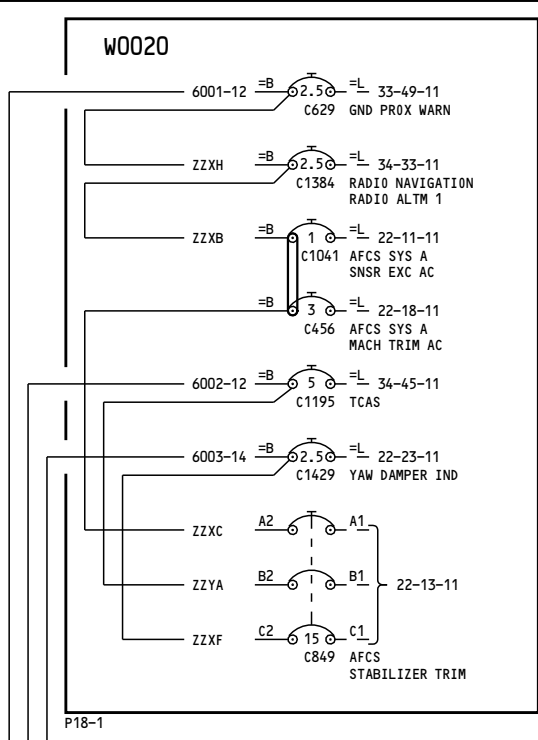 W0020
6001-12 =B 2.5 =L 33-49-11
C629 GND PROX WARN
ZZXH =B 2.5 =L 34-33-11
C1384 RADIO NAVIGATION
RADIO ALTM 1
ZZXB =B 1 =L 22-11-11
C1041 AFCS SYS A
SNSR EXC AC
=B 3 =L 22-18-11
C456 AFCS SYS A
MACH TRIM AC
6002-12 =B 5 =L 34-45-11
C1195 TCAS
6003-14 =B 2.5 =L 22-23-11
C1429 YAW DAMPER IND
ZZXC A2 A1
ZZYA B2 B1 22-13-11
ZZXF C2 15 C1
C849 AFCS
STABILIZER TRIM
P18-1